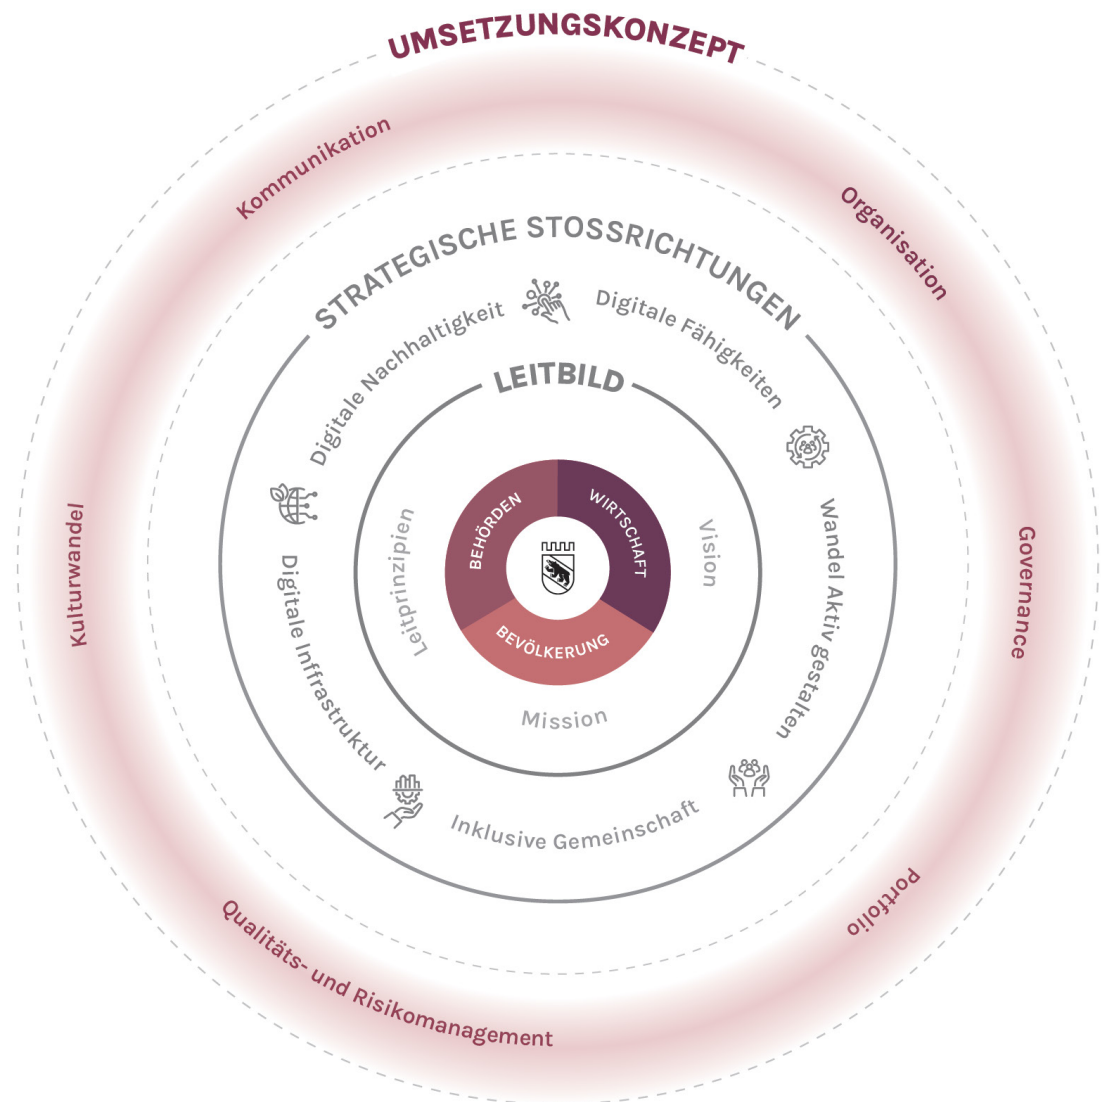 UMSETZUNGSKONZEPT
Kommunikation
Organisation
Governance
Portfolio
Qualitäts- und Risikomanagement
Kulturwandel
STRATEGISCHE STOSSRICHTUNGEN
Digitale Nachhaltigkeit
Digitale Fähigkeiten
Wandel Aktiv gestalten
Inklusive Gemeinschaft
Digitale Inffrastruktur
LEITBILD
Leitprinzipien
Vision
Mission
BEHÖRDEN
WIRTSCHAFT
BEVÖLKERUNG